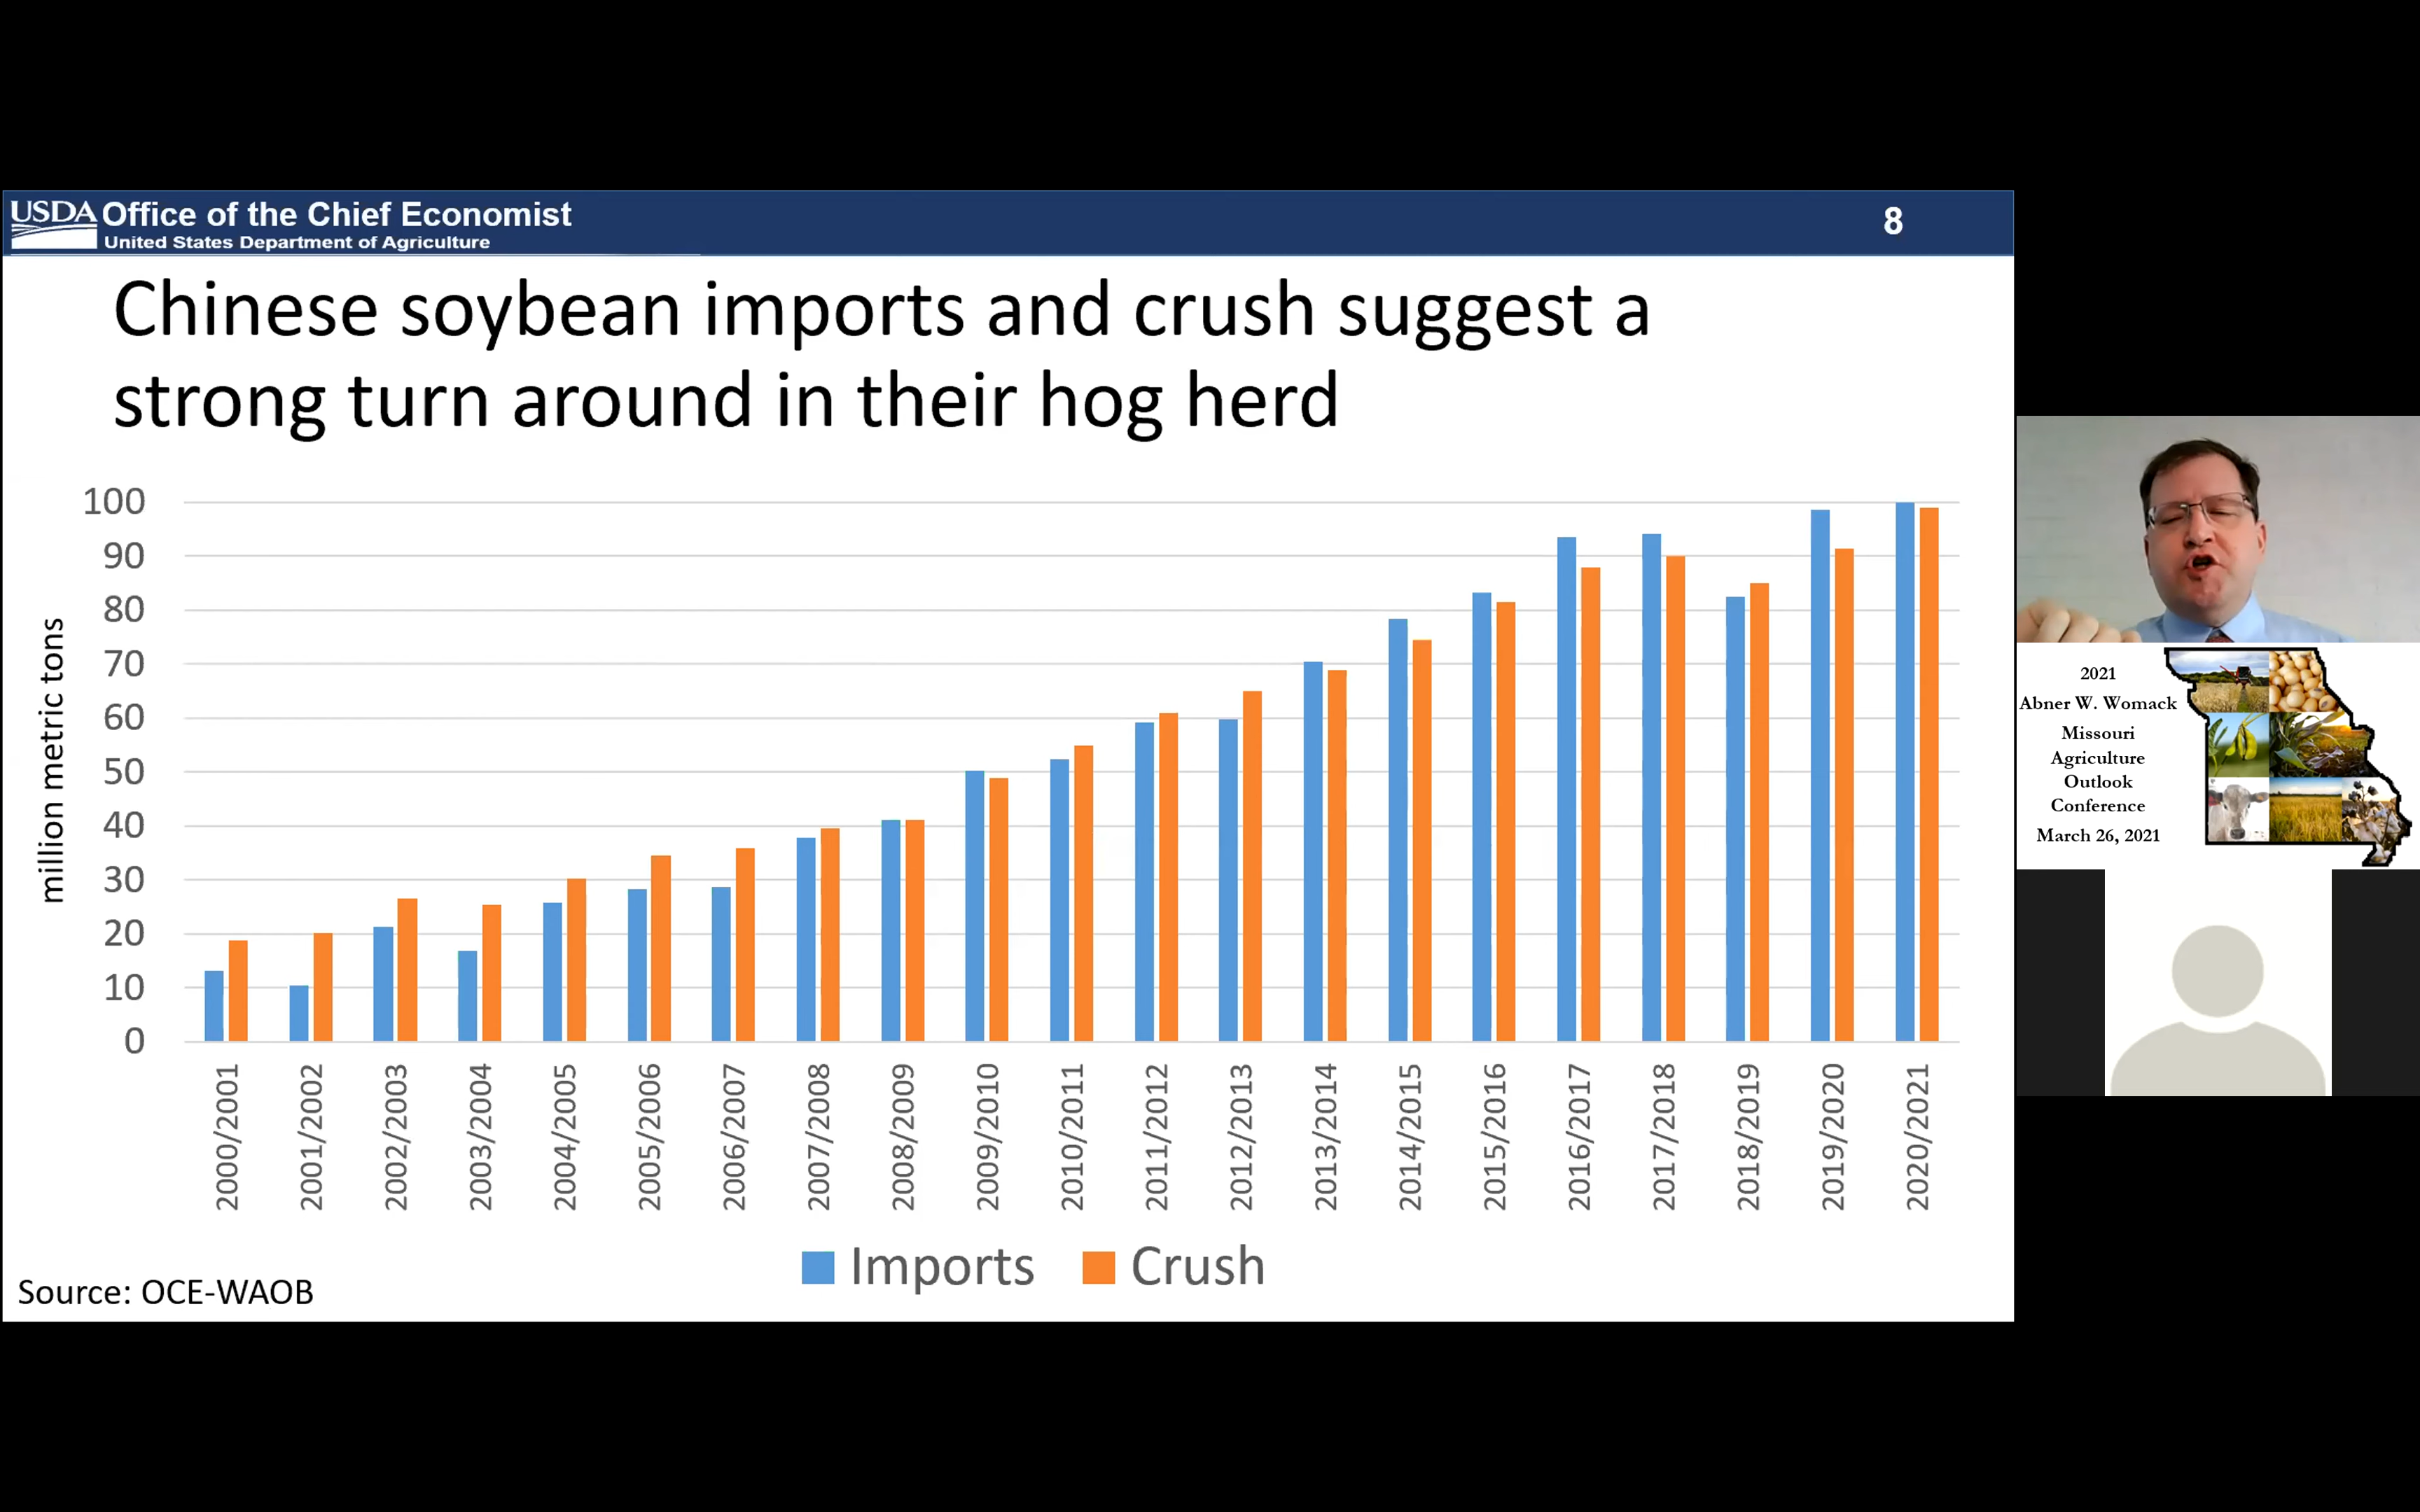 USDA Office of the Chief Economist
United States Department of Agriculture
8
Chinese soybean imports and crush suggest a
strong turn around in their hog herd
million metric tons
100
90
80
70
60
50
40
30
20
10
0
2000/2001
2001/2002
2002/2003
2003/2004
2004/2005
2005/2006
2006/2007
2007/2008
2008/2009
2009/2010
2010/2011
2011/2012
2012/2013
2013/2014
2014/2015
2015/2016
2016/2017
2017/2018
2018/2019
2019/2020
2020/2021
Imports Crush
Source: OCE-WAOB
2021
Abner W. Womack
Missouri
Agriculture
Outlook
Conference
March 26, 2021